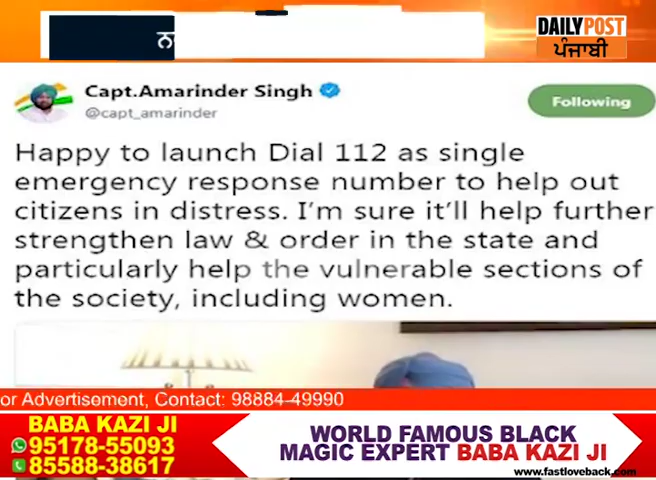 ਨ
DAILY POST
ਪੰਜਾਬੀ
Capt.Amarinder Singh
@capt_amarinder
Following
Happy to launch Dial 112 as single
emergency response number to help out
citizens in distress. I'm sure it'll help further
strengthen law & order in the state and
particularly help the vulnerable sections of
the society, including women.
or Advertisement, Contact: 98884-49990
BABA KAZI JI
95178-55093
85588-38617
WORLD FAMOUS BLACK
MAGIC EXPERT BABA KAZI JI
www.fastloveback.com